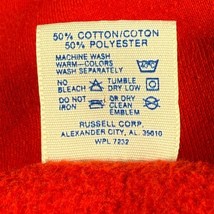 50% COTTON/COTON
50% POLYESTER
MACHINE WASH
WARM-COLORS
WASH SEPARATELY
NO BLEACH
TUMBLE DRY LOW
DO NOT IRON
OR DRY CLEAN EMBLEM
RUSSELL CORP.
ALEXANDER CITY, AL. 35010
WPL 7232